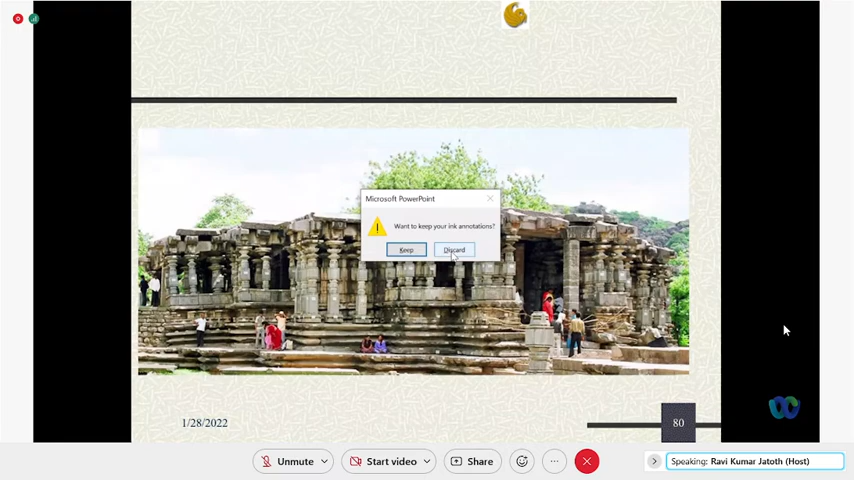 Microsoft PowerPoint
Want to keep your ink annotations?
Keep
Discard
1/28/2022
80
Unmute
Start video
Share
Speaking: Ravi Kumar Jatoth (Host)